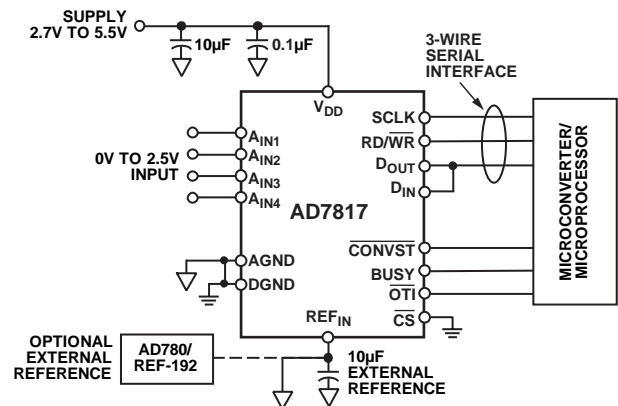 SUPPLY
2.7V TO 5.5V
10µF
0.1µF
3-WIRE
SERIAL
INTERFACE
VDD
SCLK
RD/WR
DOUT
DIN
AIN1
AIN2
AIN3
AIN4
0V TO 2.5V
INPUT
AD7817
MICROCONVERTER/
MICROPROCESSOR
CONVST
BUSY
OTI
CS
AGND
DGND
REFIN
OPTIONAL
EXTERNAL
REFERENCE
AD780/
REF-192
10µF
EXTERNAL
REFERENCE